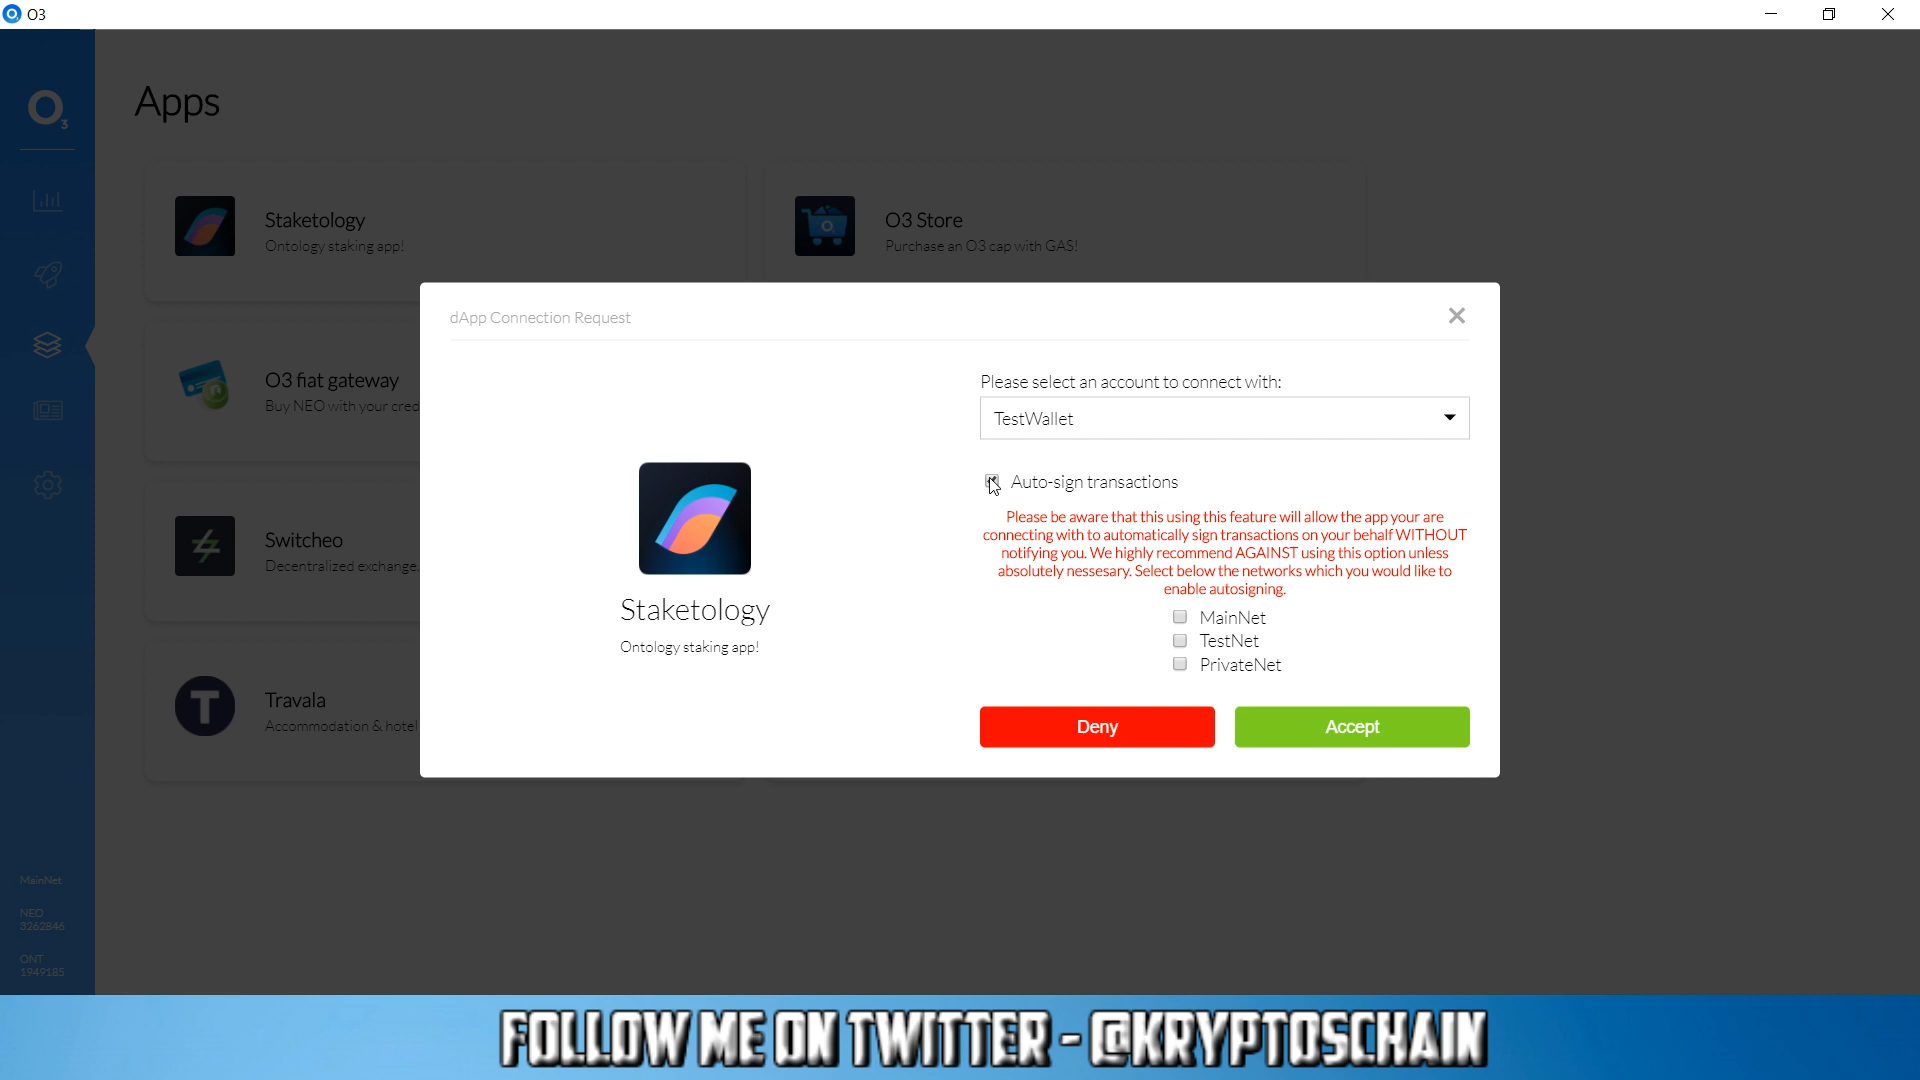 O3
Apps
Staketology
Ontology staking app!
O3 Store
Purchase an O3 cap with GAS!
dApp Connection Request
Please select an account to connect with:
TestWallet
O3 fiat gateway
Buy NEO with your cred
Auto-sign transactions
Please be aware that this using this feature will allow the app your are
connecting with to automatically sign transactions on your behalf WITHOUT
notifying you. We highly recommend AGAINST using this option unless
absolutely nessesary. Select below the networks which you would like to
enable autosigning.
Switcheo
Decentralized exchange.
Staketology
Ontology staking app!
MainNet
TestNet
PrivateNet
Travala
Accommodation & hotel
Deny
Accept
MainNet
NEO
3262846
ONT
1949185
FOLLOW ME ON TWITTER - @KRYPTOSCHAIN